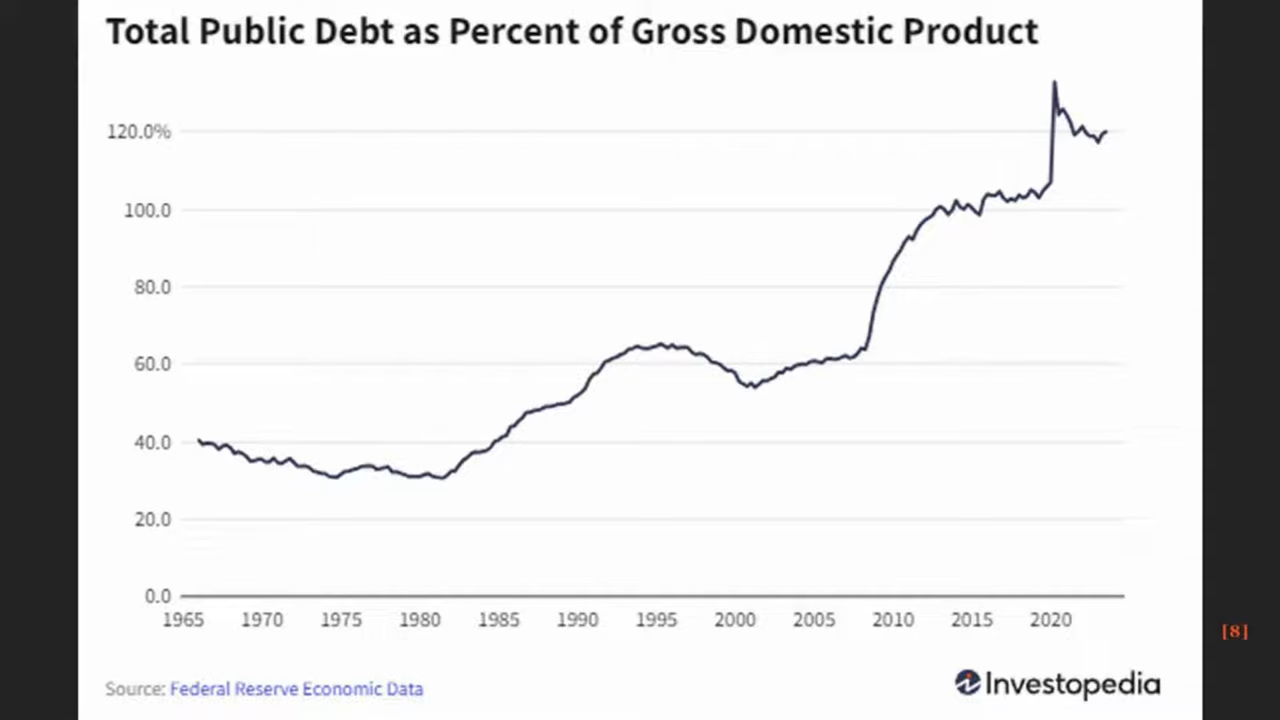 Total Public Debt as Percent of Gross Domestic Product
120.0%
100.0
80.0
60.0
40.0
20.0
0.0
1965 1970 1975 1980 1985 1990 1995 2000 2005 2010 2015 2020
[8]
Source: Federal Reserve Economic Data
Investopedia